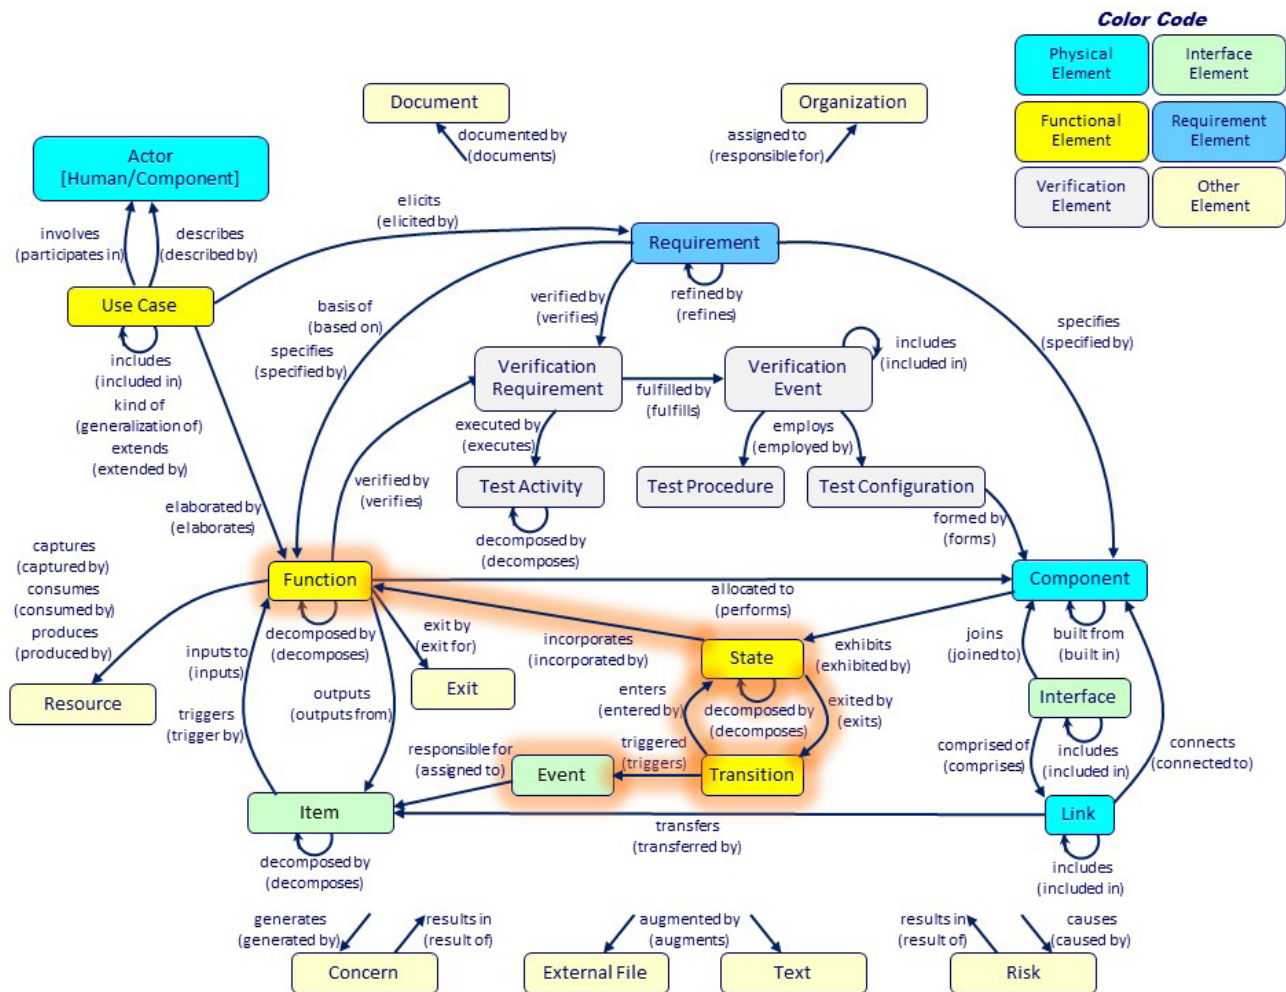 Color Code
Physical
Element
Interface
Element
Functional
Element
Requirement
Element
Verification
Element
Other
Element
Document
Organization
documented by
(documents)
assigned to
(responsible for)
Actor
[Human/Component]
involves
(participates in)
describes
(described by)
elicits
(elicited by)
Use Case
includes
(included in)
kind of
(generalization of)
extends
(extended by)
Requirement
refined by
(refines)
basis of
(based on)
specifies
(specified by)
verified by
(verifies)
specifies
(specified by)
Verification
Requirement
fulfilled by
(fulfills)
Verification
Event
includes
(included in)
executed by
(executes)
employs
(employed by)
verified by
(verifies)
Test Activity
Test Procedure
Test Configuration
decomposed by
(decomposes)
formed by
(forms)
elaborated by
(elaborates)
captures
(captured by)
consumes
(consumed by)
produces
(produced by)
Function
decomposed by
(decomposes)
allocated to
(performs)
Component
built from
(built in)
joins
(joined to)
inputs to
(inputs)
exit by
(exit for)
incorporates
(incorporated by)
State
exhibits
(exhibited by)
Resource
Exit
Interface
triggers
(trigger by)
outputs
(outputs from)
enters
(entered by)
decomposed by
(decomposes)
exited by
(exits)
includes
(included in)
comprised of
(comprises)
connects
(connected to)
responsible for
(assigned to)
triggered
(triggers)
Event
Transition
Item
Link
transfers
(transferred by)
decomposed by
(decomposes)
includes
(included in)
generates
(generated by)
results in
(result of)
augmented by
(augments)
results in
(result of)
causes
(caused by)
Concern
External File
Text
Risk